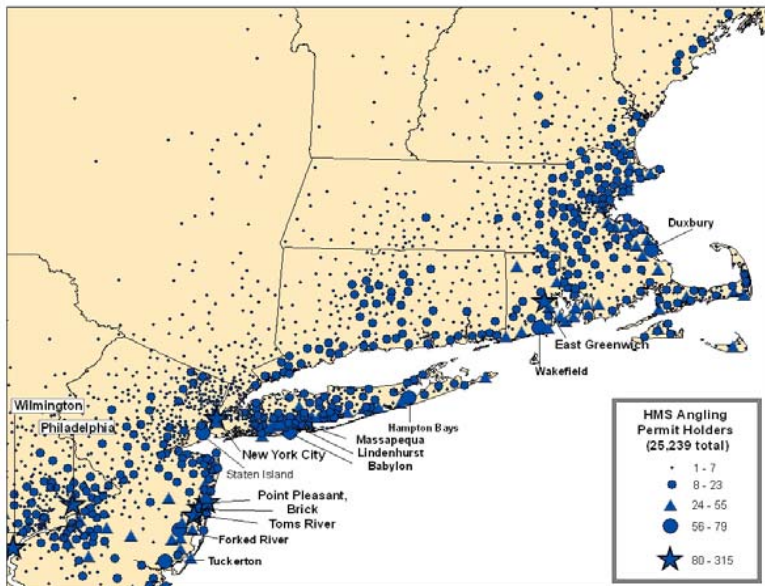 Duxbury
East Greenwich
Wakefield
Wilmington
Philadelphia
Hampton Bays
Massapequa
Lindenhurst
Babylon
New York City
Staten Island
Point Pleasant,
Brick
Toms River
Forked River
Tuckerton
HMS Angling
Permit Holders
(25,239 total)
1 - 7
8 - 23
24 - 55
56 - 79
80 - 315